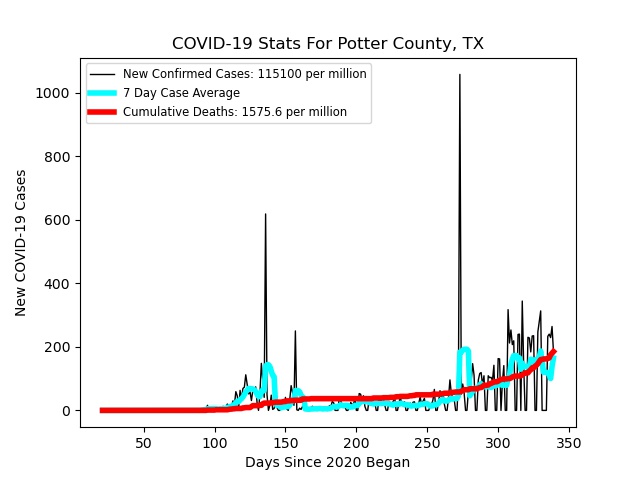 COVID-19 Stats For Potter County, TX
New Confirmed Cases: 115100 per million
7 Day Case Average
Cumulative Deaths: 1575.6 per million
New COVID-19 Cases
1000
800
600
400
200
0
50
100
150
200
250
300
350
Days Since 2020 Began